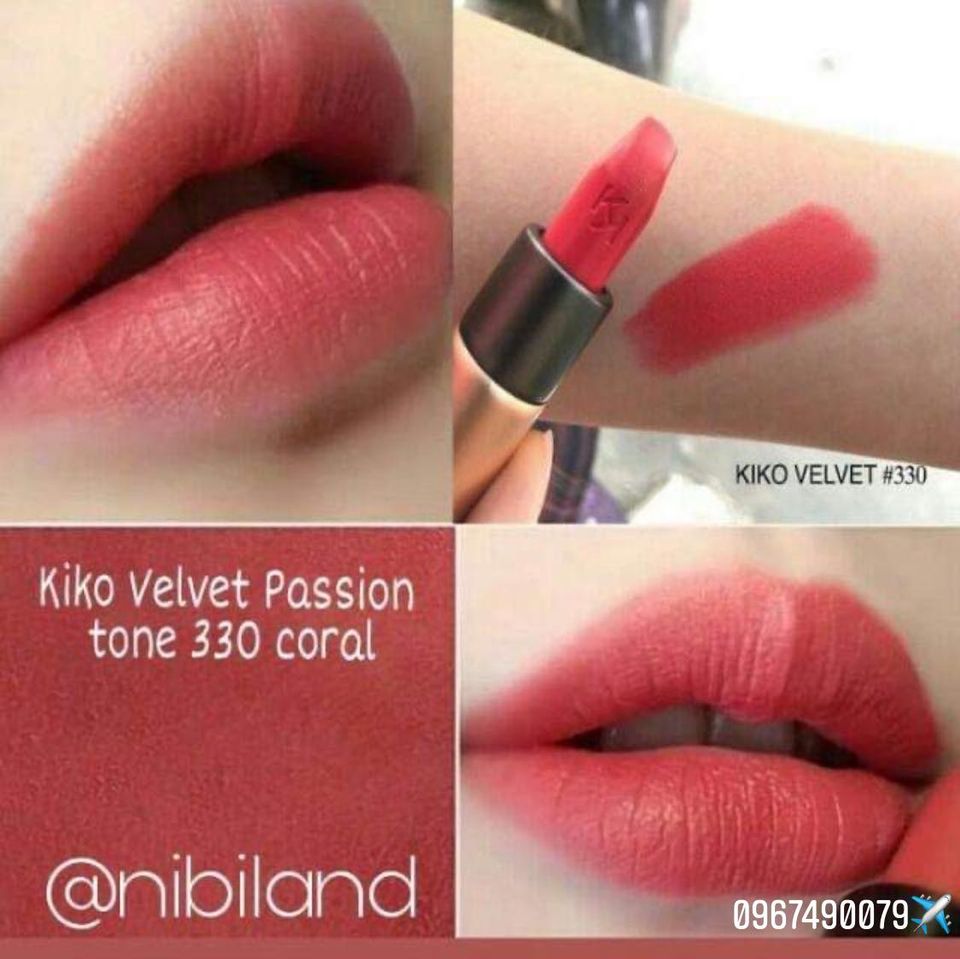 KIKO VELVET #330
Kiko Velvet Passion
tone 330 coral
@nibiland
0967490079✈️